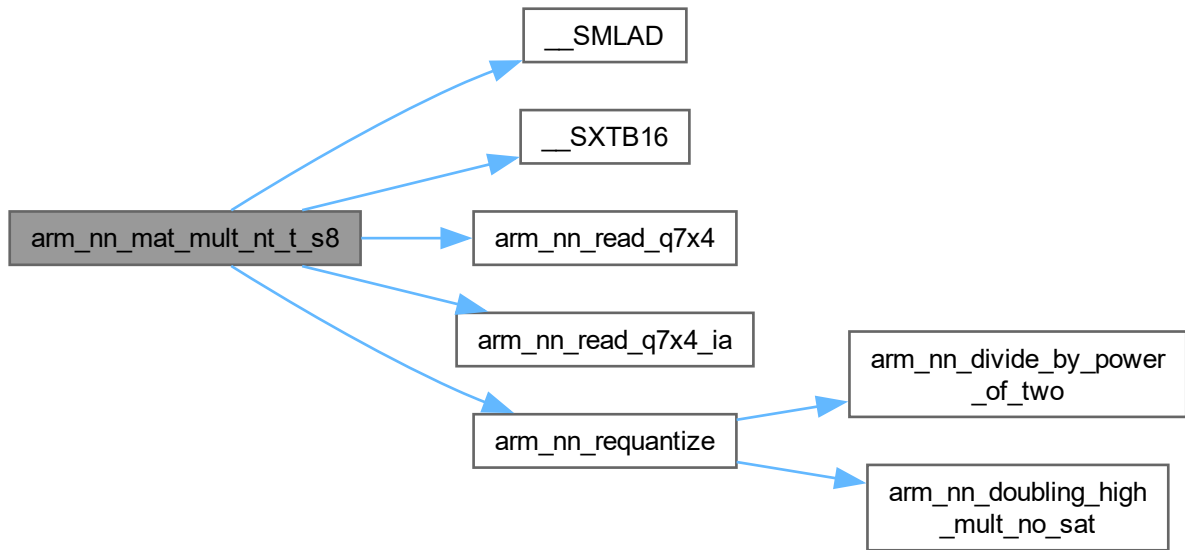 __SMLAD
__SXTB16
arm_nn_mat_mult_nt_t_s8
arm_nn_read_q7x4
arm_nn_read_q7x4_ia
arm_nn_requantize
arm_nn_divide_by_power
_of_two
arm_nn_doubling_high
_mult_no_sat